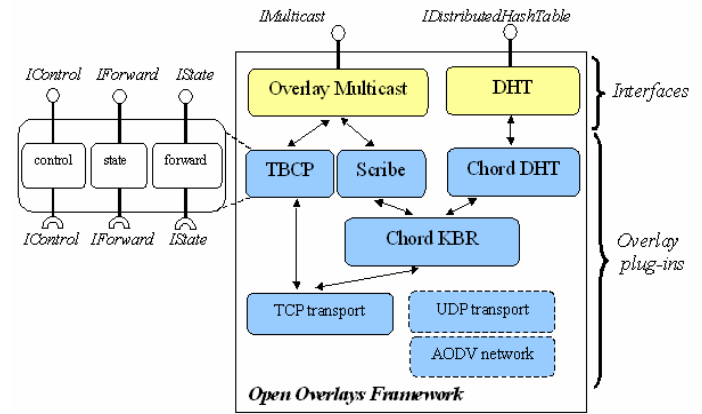 IMulticast
IDistributedHashTable
IControl
IForward
IState
Overlay Multicast
DHT
Interfaces
control
state
forward
TBCP
Scribe
Chord DHT
IControl
IForward
IState
Chord KBR
Overlay
plug-ins
TCP transport
UDP transport
AODV network
Open Overlays Framework